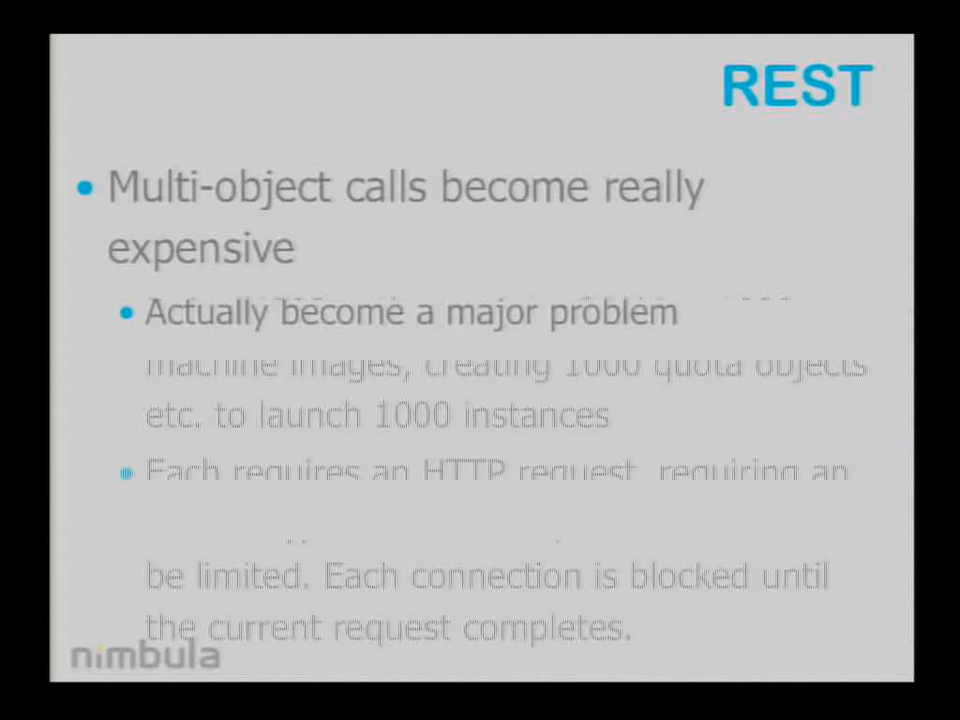 REST
• Multi-object calls become really
expensive
• Actually become a major problem
machine images, creating 1000 quota objects
etc. to launch 1000 instances
• Each requires an HTTP request, requiring an
be limited. Each connection is blocked until
the current request completes.
nimbula